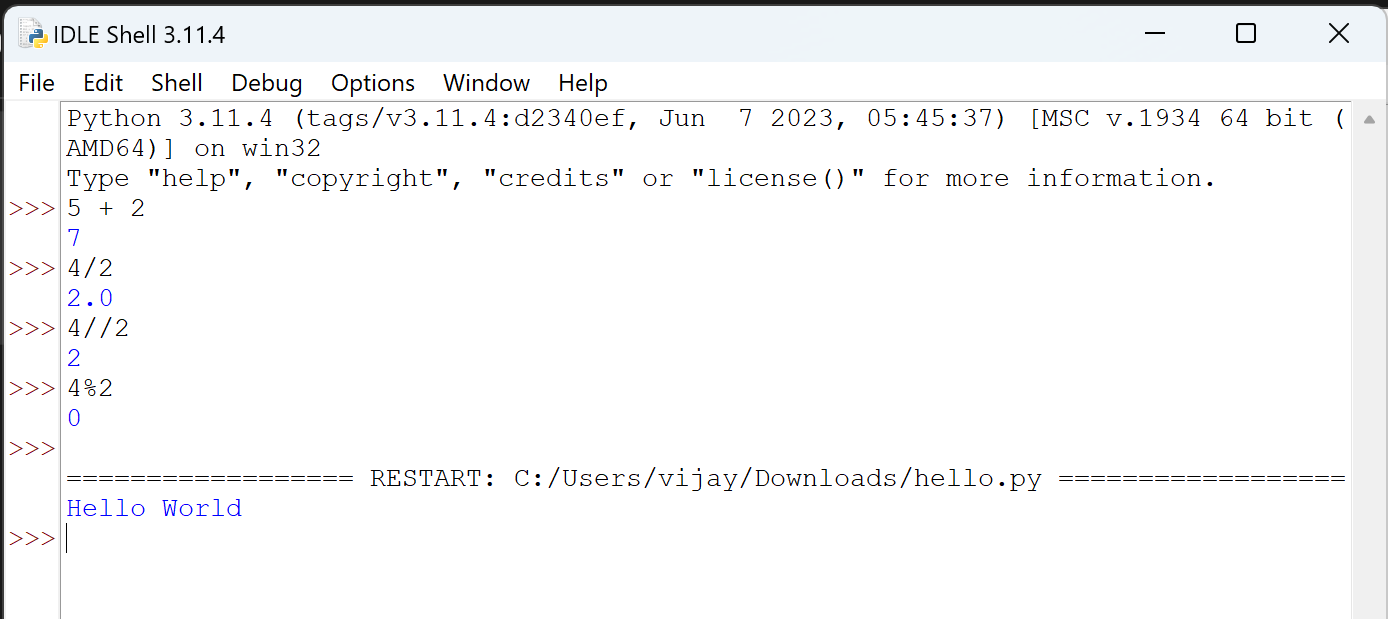 IDLE Shell 3.11.4
File Edit Shell Debug Options Window Help
Python 3.11.4 (tags/v3.11.4:d2340ef, Jun  7 2023, 05:45:37) [MSC v.1934 64 bit (
AMD64)] on win32
Type "help", "copyright", "credits" or "license()" for more information.
>>> 5 + 2
7
>>> 4/2
2.0
>>> 4//2
2
>>> 4%2
0
>>>
================== RESTART: C:/Users/vijay/Downloads/hello.py ==================
Hello World
>>>